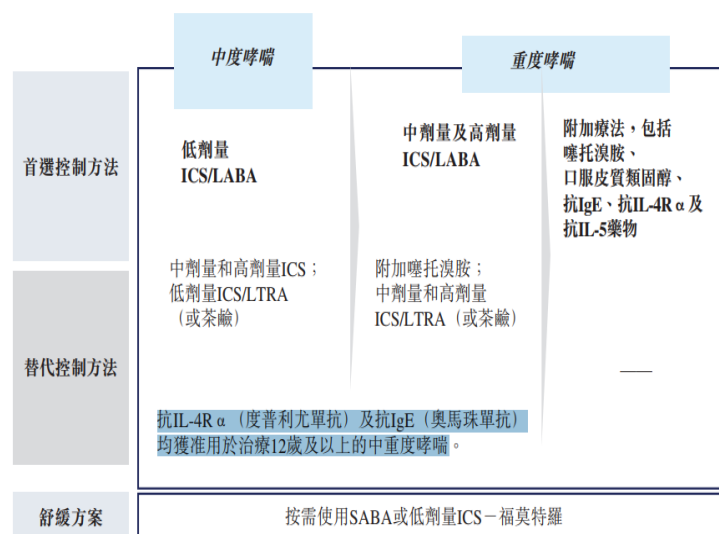 中度哮喘
重度哮喘
首選控制方法
低劑量
ICS/LABA
中劑量及高劑量
ICS/LABA
附加療法，包括
噻托溴胺、
口服皮質類固醇、
抗IgE、抗IL-4R α 及
抗IL-5藥物
替代控制方法
中劑量和高劑量ICS；
低劑量ICS/LTRA
（或茶鹼）
附加噻托溴胺；
中劑量和高劑量
ICS/LTRA（或茶鹼）
——
抗IL-4R α （度普利尤單抗）及抗IgE（奧馬珠單抗）
均獲准用於治療12歲及以上的中重度哮喘。
舒緩方案
按需使用SABA或低劑量ICS－福莫特羅